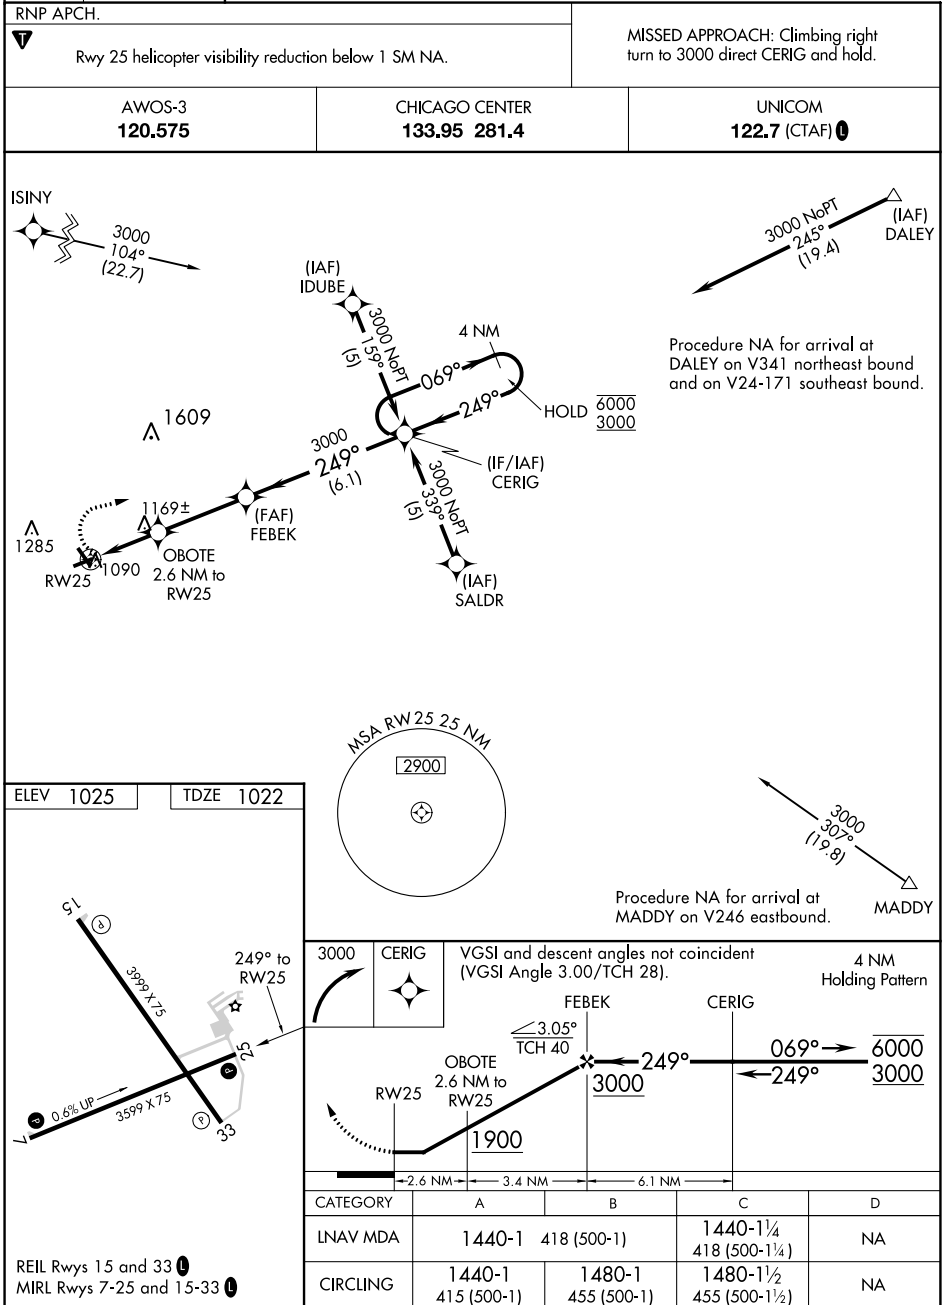 RNP APCH.
T
Rwy 25 helicopter visibility reduction below 1 SM NA.
MISSED APPROACH: Climbing right
turn to 3000 direct CERIG and hold.
AWOS-3
120.575
CHICAGO CENTER
133.95 281.4
UNICOM
122.7 (CTAF) L
ISINY
3000
104°
(22.7)
(IAF)
IDUBE
3000 NoPT
159°
(5)
3000 NoPT
245°
(19.4)
(IAF)
DALEY
4 NM
069°
249°
HOLD
6000
3000
Procedure NA for arrival at
DALEY on V341 northeast bound
and on V24-171 southeast bound.
1609
3000
249°
(6.1)
(IF/IAF)
CERIG
3000 NoPT
339°
(5)
(IAF)
SALDR
1169±
(FAF)
FEBEK
1285
RW25
1090
OBOTE
2.6 NM to
RW25
MSA RW25 25 NM
2900
3000
307°
(19.8)
MADDY
Procedure NA for arrival at
MADDY on V246 eastbound.
ELEV 1025
TDZE 1022
15
P
3999 X 75
249° to
RW25
25
P
P
0.6% UP
3599 X 75
7
P
33
REIL Rwys 15 and 33 L
MIRL Rwys 7-25 and 15-33 L
3000
CERIG
VGSI and descent angles not coincident
(VGSI Angle 3.00/TCH 28).
4 NM
Holding Pattern
FEBEK
CERIG
3.05°
TCH 40
OBOTE
2.6 NM to
RW25
RW25
249°
069°
249°
6000
3000
3000
1900
2.6 NM
3.4 NM
6.1 NM
CATEGORY A B C D
LNAV MDA 1440-1 418 (500-1) 1440-1¼ 418 (500-1¼) NA
CIRCLING 1440-1 415 (500-1) 1480-1 455 (500-1) 1480-1½ 455 (500-1½) NA